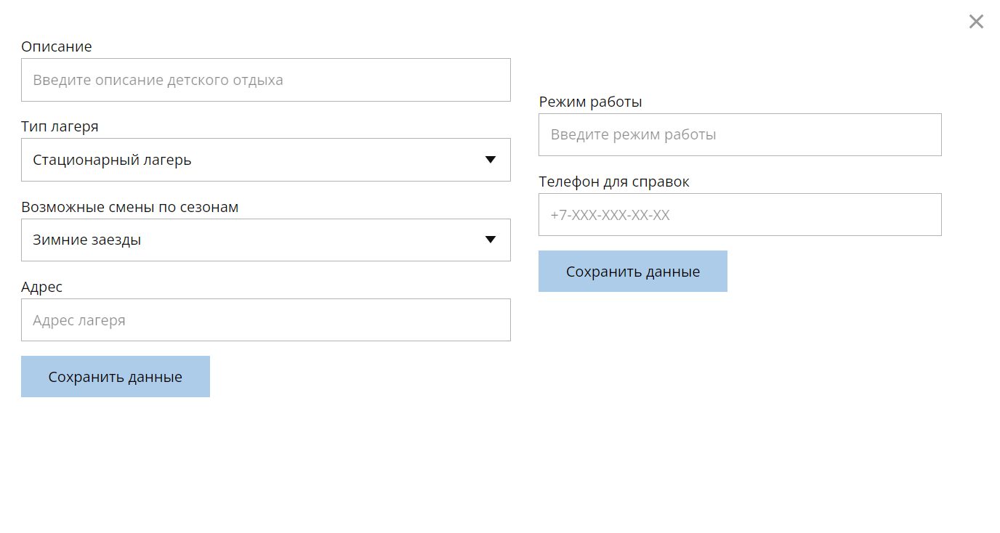 Описание
Введите описание детского отдыха
Тип лагеря
Стационарный лагерь
Возможные смены по сезонам
Зимние заезды
Адрес
Адрес лагеря
Сохранить данные
Режим работы
Введите режим работы
Телефон для справок
+7-XXX-XXX-XX-XX
Сохранить данные